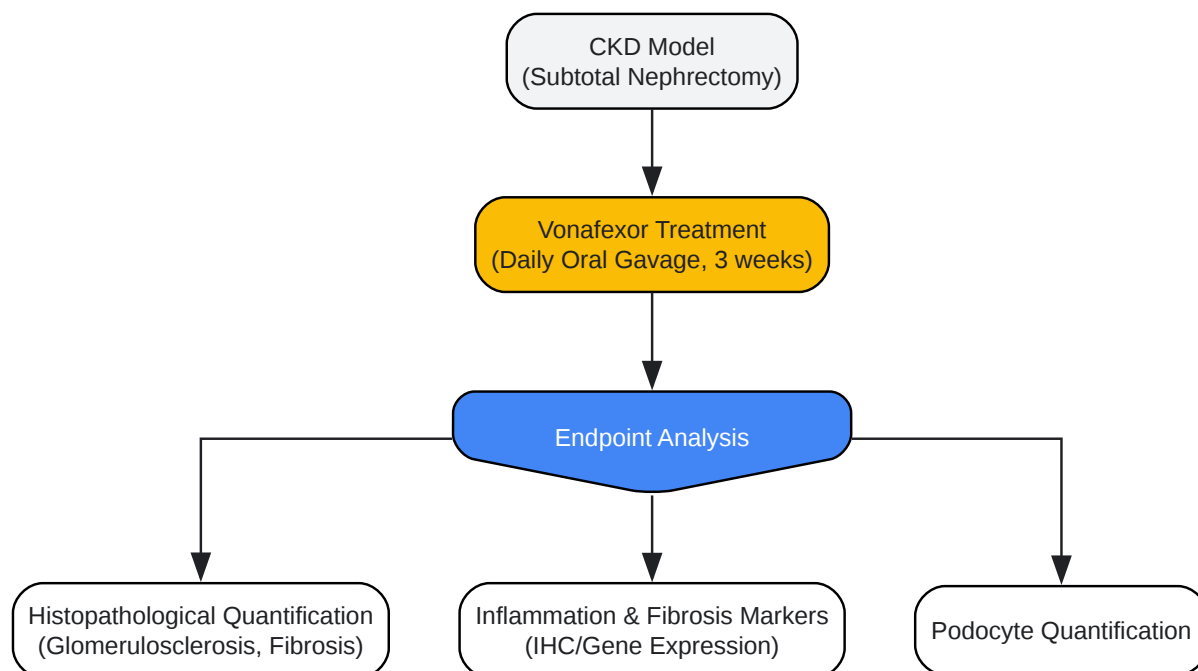 CKD Model
(Subtotal Nephrectomy)
Vonafexor Treatment
(Daily Oral Gavage, 3 weeks)
Endpoint Analysis
Histopathological Quantification
(Glomerulosclerosis, Fibrosis)
Inflammation & Fibrosis Markers
(IHC/Gene Expression)
Podocyte Quantification